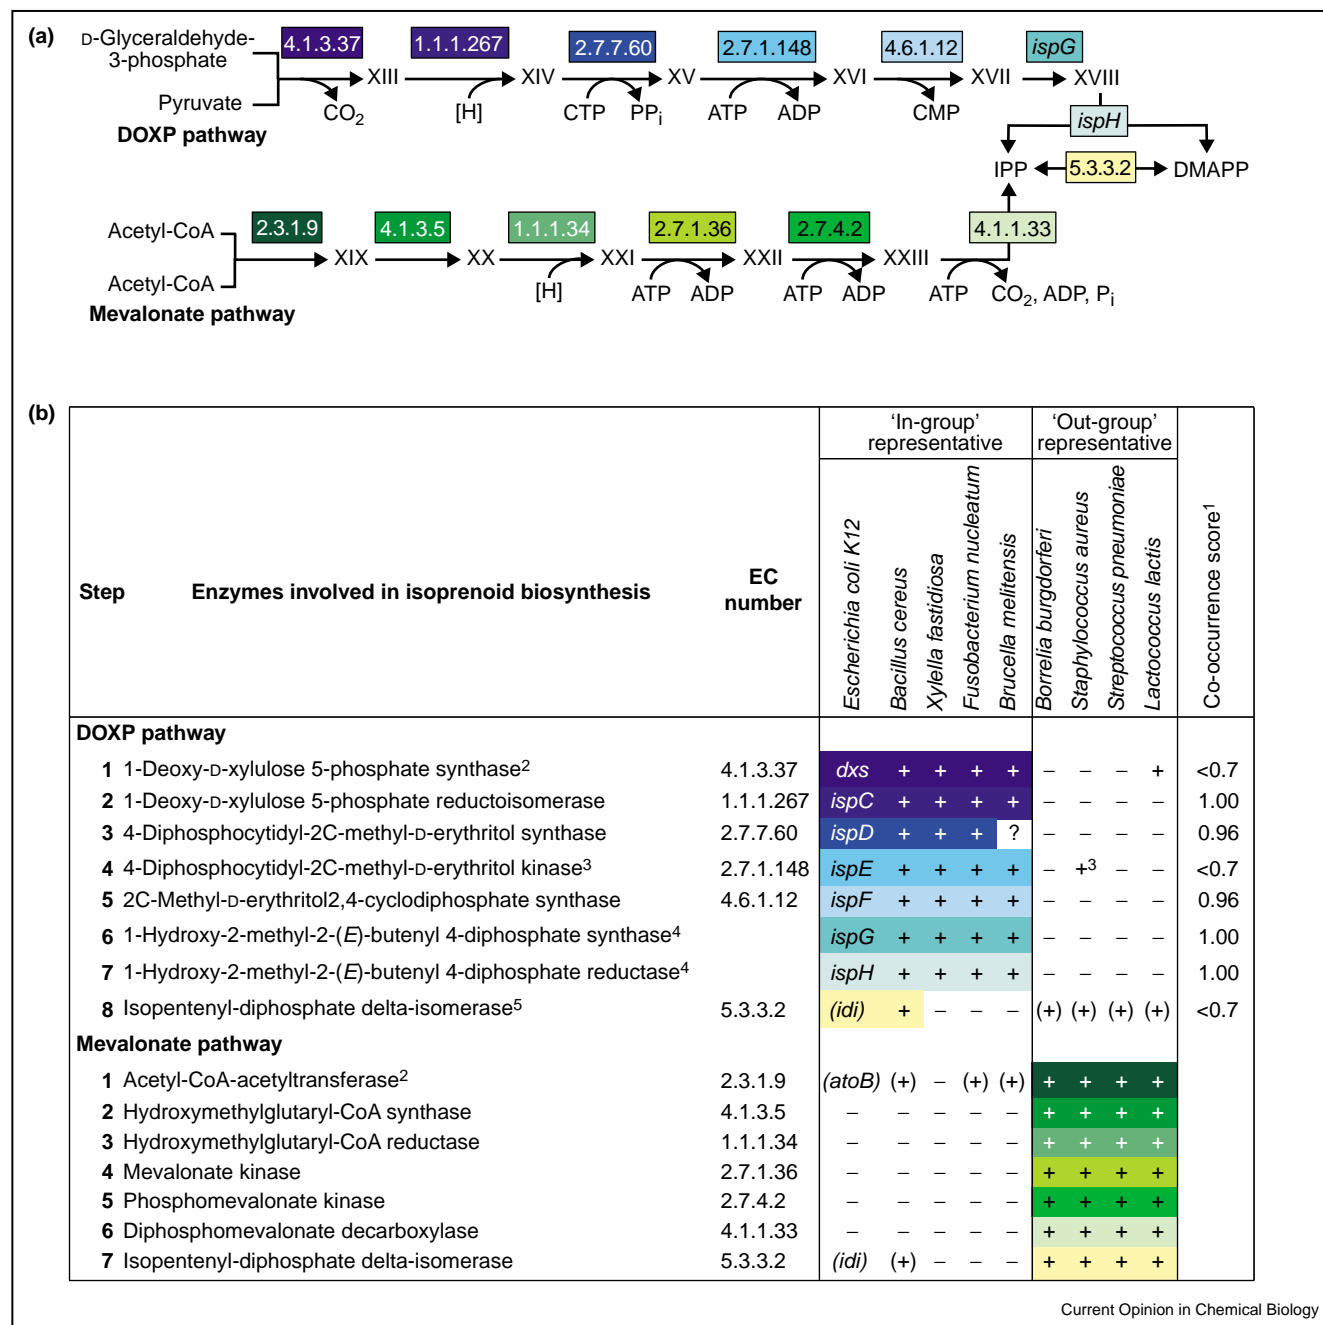 (a)
D-Glyceraldehyde-3-phosphate
4.1.3.37 1.1.1.267 2.7.7.60 2.7.1.148 4.6.1.12 ispG
XIII XIV XV XVI XVII XVIII
Pyruvate
CO2 [H] CTP PPi ATP ADP CMP
ispH
DOXP pathway
IPP 5.3.3.2 DMAPP
Acetyl-CoA
2.3.1.9 4.1.3.5 1.1.1.34 2.7.1.36 2.7.4.2 4.1.1.33
XIX XX XXI XXII XXIII
Acetyl-CoA
[H] ATP ADP ATP ADP ATP CO2, ADP, Pi
Mevalonate pathway
(b)
'In-group' representative
'Out-group' representative
Step Enzymes involved in isoprenoid biosynthesis EC number Escherichia coli K12 Bacillus cereus Xylella fastidiosa Fusobacterium nucleatum Brucella melitensis Borrelia burgdorferi Staphylococcus aureus Streptococcus pneumoniae Lactococcus lactis Co-occurrence score1
DOXP pathway
1 1-Deoxy-D-xylulose 5-phosphate synthase2 4.1.3.37 dxs + + + + – – – + <0.7
2 1-Deoxy-D-xylulose 5-phosphate reductoisomerase 1.1.1.267 ispC + + + + – – – – 1.00
3 4-Diphosphocytidyl-2C-methyl-D-erythritol synthase 2.7.7.60 ispD + + + ? – – – – 0.96
4 4-Diphosphocytidyl-2C-methyl-D-erythritol kinase3 2.7.1.148 ispE + + + + – +3 – – <0.7
5 2C-Methyl-D-erythritol2,4-cyclodiphosphate synthase 4.6.1.12 ispF + + + + – – – – 0.96
6 1-Hydroxy-2-methyl-2-(E)-butenyl 4-diphosphate synthase4 ispG + + + + – – – – 1.00
7 1-Hydroxy-2-methyl-2-(E)-butenyl 4-diphosphate reductase4 ispH + + + + – – – – 1.00
8 Isopentenyl-diphosphate delta-isomerase5 5.3.3.2 (idi) + – – – (+) (+) (+) (+) <0.7
Mevalonate pathway
1 Acetyl-CoA-acetyltransferase2 2.3.1.9 (atoB) (+) – (+) (+) + + + +
2 Hydroxymethylglutaryl-CoA synthase 4.1.3.5 – – – – – + + + +
3 Hydroxymethylglutaryl-CoA reductase 1.1.1.34 – – – – – + + + +
4 Mevalonate kinase 2.7.1.36 – – – – – + + + +
5 Phosphomevalonate kinase 2.7.4.2 – – – – – + + + +
6 Diphosphomevalonate decarboxylase 4.1.1.33 – – – – – + + + +
7 Isopentenyl-diphosphate delta-isomerase 5.3.3.2 (idi) (+) – – – + + + +
Current Opinion in Chemical Biology